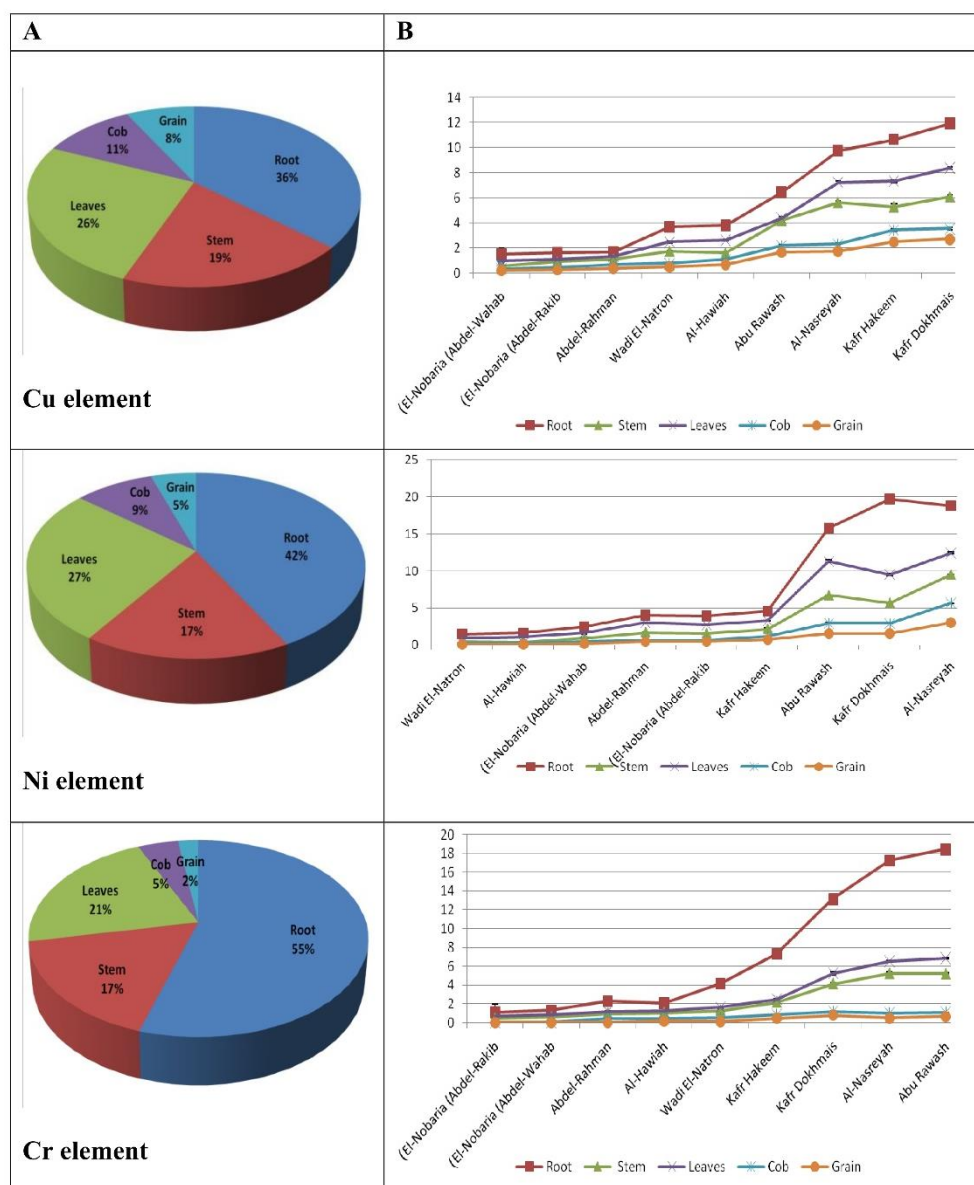 A
B
Grain
8%
Cob
11%
Root
36%
Leaves
26%
Stem
19%
Cu element
14
12
10
8
6
4
2
0
(El-Nobaria (Abdel-Wahab
(El-Nobaria (Abdel-Rakib
Abdel-Rahman
Wadi El-Natron
Al-Hawiah
Abu Rawash
Al-Nasreyah
Kafr Hakeem
Kafr Dokhmais
Root Stem Leaves Cob Grain
Grain
5%
Cob
9%
Root
42%
Leaves
27%
Stem
17%
Ni element
25
20
15
10
5
0
Wadi El-Natron
Al-Hawiah
(El-Nobaria (Abdel-Wahab
Abdel-Rahman
(El-Nobaria (Abdel-Rakib
Kafr Hakeem
Abu Rawash
Kafr Dokhmais
Al-Nasreyah
Root Stem Leaves Cob Grain
Grain
2%
Cob
5%
Leaves
21%
Root
55%
Stem
17%
Cr element
20
18
16
14
12
10
8
6
4
2
0
(El-Nobaria (Abdel-Rakib
(El-Nobaria (Abdel-Wahab
Abdel-Rahman
Al-Hawiah
Wadi El-Natron
Kafr Hakeem
Kafr Dokhmais
Al-Nasreyah
Abu Rawash
Root Stem Leaves Cob Grain